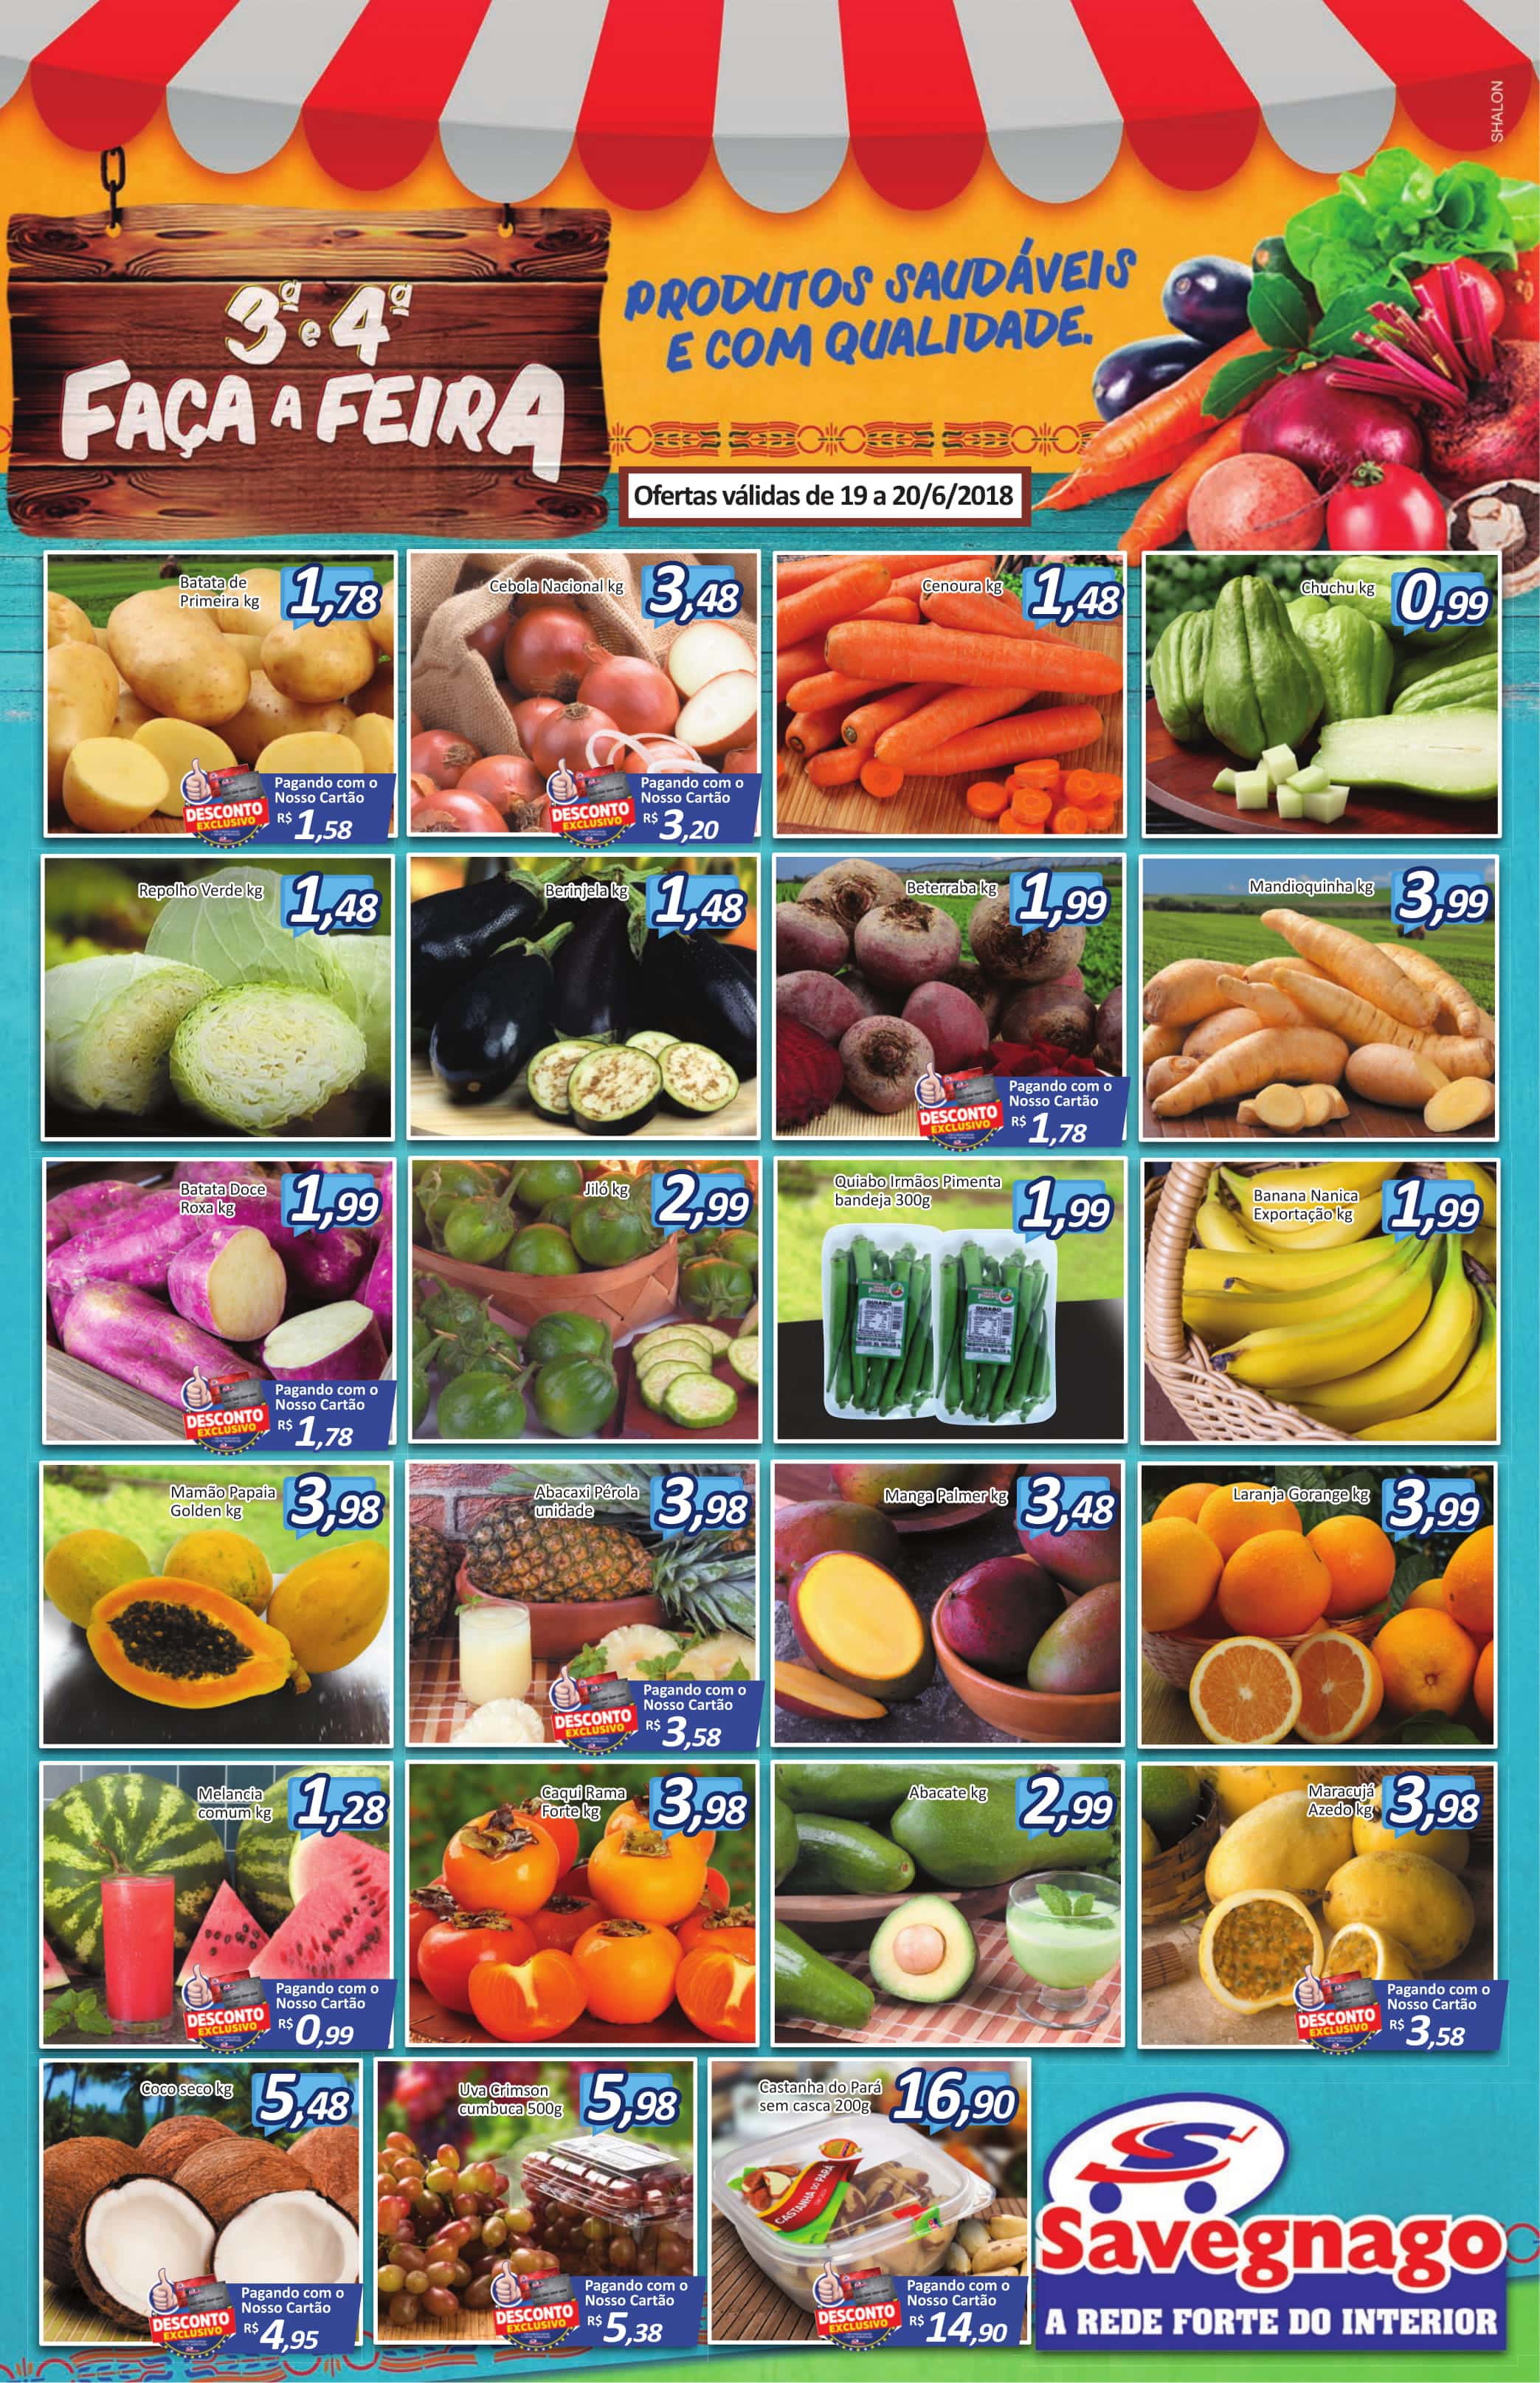 SHALON
3ª e 4ª
FAÇA A FEIRA
PRODUTOS SAUDÁVEIS
E COM QUALIDADE.
Ofertas válidas de 19 a 20/6/2018
Batata de
Primeira kg
1,78
DESCONTO
EXCLUSIVO
Pagando com o
Nosso Cartão
R$ 1,58
Cebola Nacional kg
3,48
DESCONTO
EXCLUSIVO
Pagando com o
Nosso Cartão
R$ 3,20
Cenoura kg
1,48
Chuchu kg
0,99
Repolho Verde kg
1,48
Berinjela kg
1,48
Beterraba kg
1,99
DESCONTO
EXCLUSIVO
Pagando com o
Nosso Cartão
R$ 1,78
Mandioquinha kg
3,99
Batata Doce
Roxa kg
1,99
DESCONTO
EXCLUSIVO
Pagando com o
Nosso Cartão
R$ 1,78
Jiló kg
2,99
Quiabo Irmãos Pimenta
bandeja 300g
1,99
QUIABO
QUIABO
Banana Nanica
Exportação kg
1,99
Mamão Papaia
Golden kg
3,98
Abacaxi Pérola
unidade
3,98
DESCONTO
EXCLUSIVO
Pagando com o
Nosso Cartão
R$ 3,58
Manga Palmer kg
3,48
Laranja Gorange kg
3,99
Melancia
comum kg
1,28
DESCONTO
EXCLUSIVO
Pagando com o
Nosso Cartão
R$ 0,99
Caqui Rama
Forte kg
3,98
Abacate kg
2,99
Maracujá
Azedo kg
3,98
DESCONTO
EXCLUSIVO
Pagando com o
Nosso Cartão
R$ 3,58
Coco seco kg
5,48
DESCONTO
EXCLUSIVO
Pagando com o
Nosso Cartão
R$ 4,95
Uva Crimson
cumbuca 500g
5,98
DESCONTO
EXCLUSIVO
Pagando com o
Nosso Cartão
R$ 5,38
Castanha do Pará
sem casca 200g
16,90
CASTANHA DO PARÁ
DESCONTO
EXCLUSIVO
Pagando com o
Nosso Cartão
R$ 14,90
Savegnago
A REDE FORTE DO INTERIOR